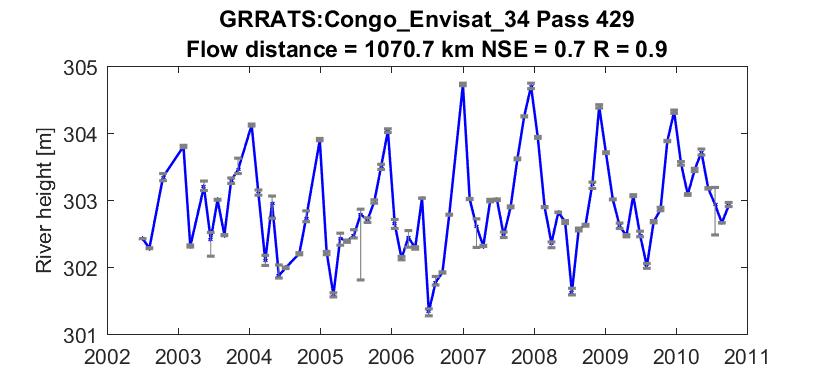 GRRATS:Congo_Envisat_34 Pass 429
Flow distance = 1070.7 km NSE = 0.7 R = 0.9
River height [m]
305
304
303
302
301
2002 2003 2004 2005 2006 2007 2008 2009 2010 2011